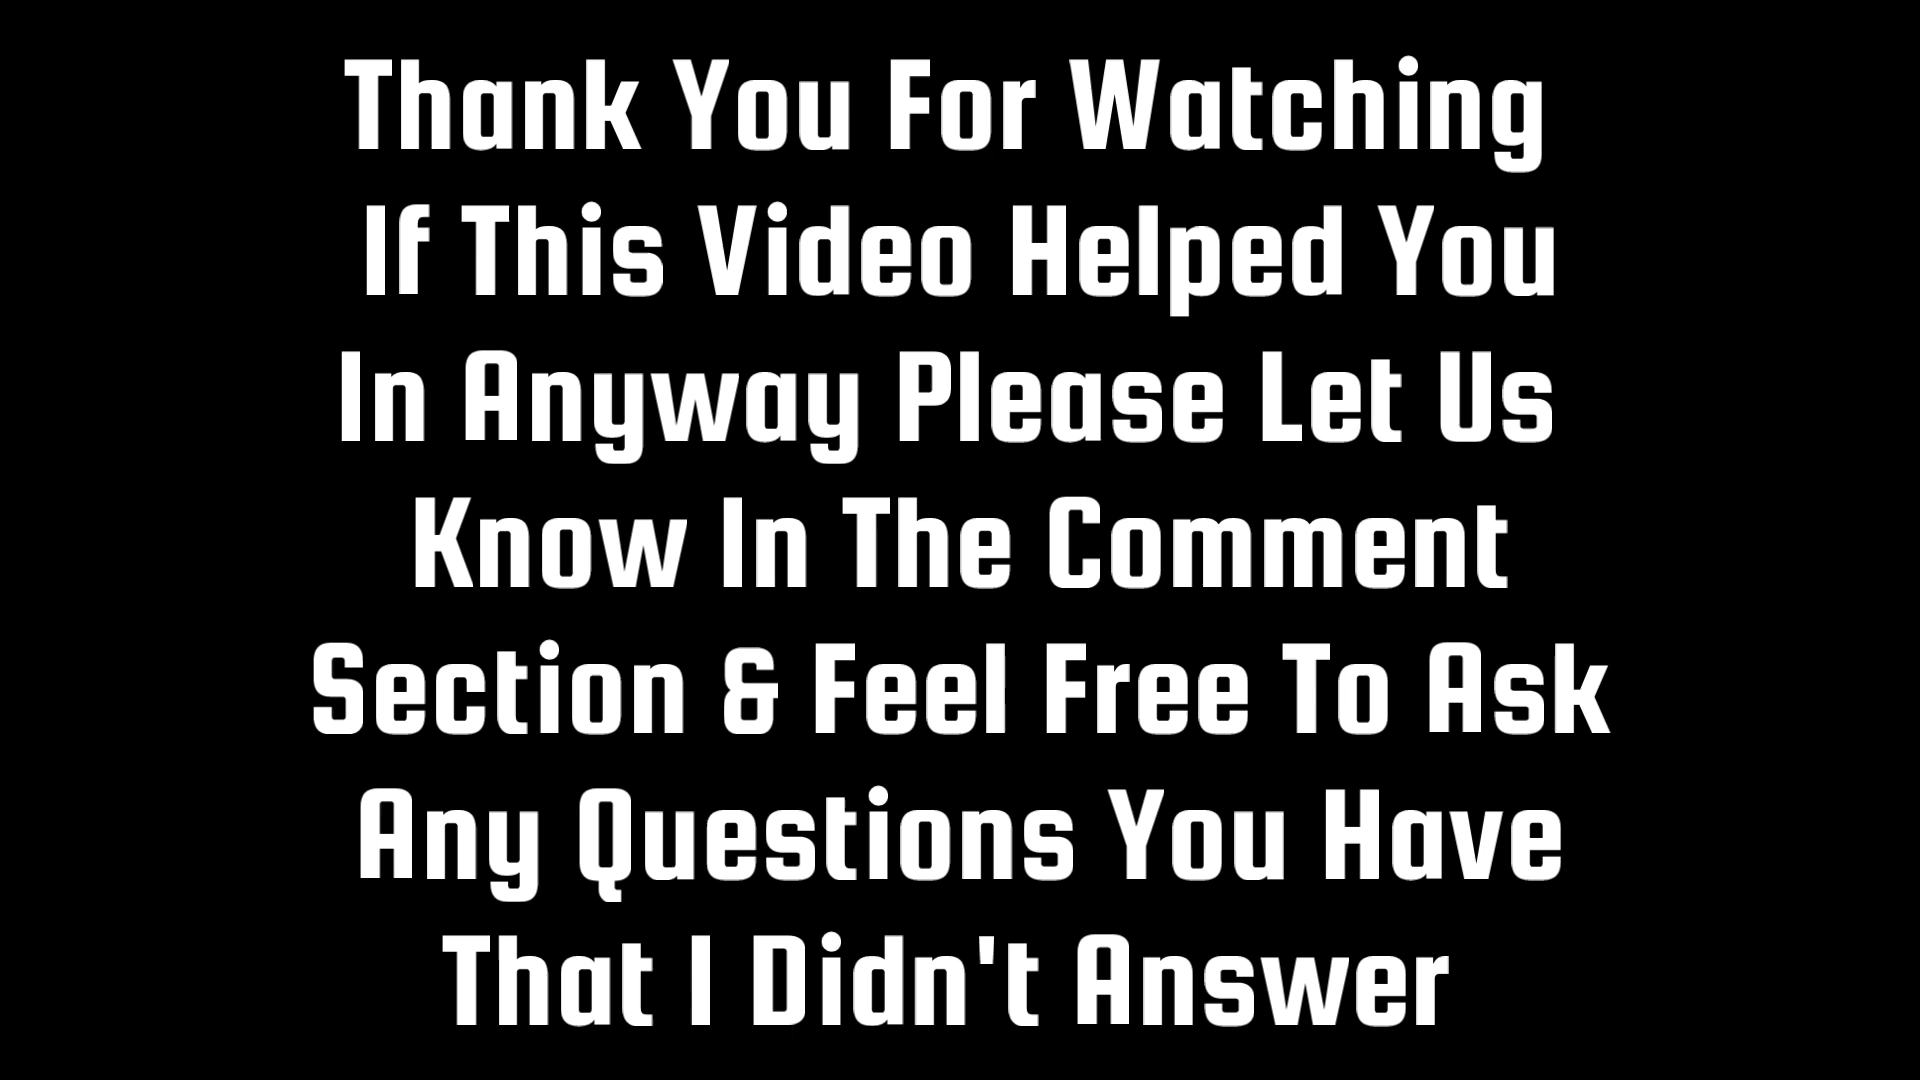 Thank You For Watching
If This Video Helped You
In Anyway Please Let Us
Know In The Comment
Section & Feel Free To Ask
Any Questions You Have
That I Didn't Answer